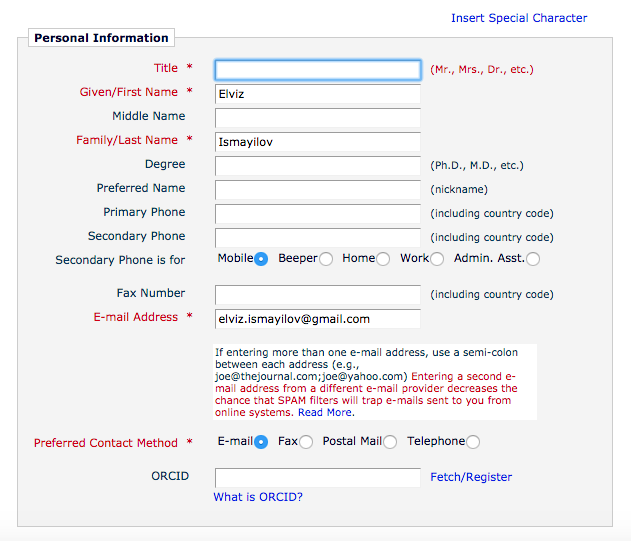 Insert Special Character
Personal Information
Title * (Mr., Mrs., Dr., etc.)
Given/First Name * Elviz
Middle Name
Family/Last Name * Ismayilov
Degree (Ph.D., M.D., etc.)
Preferred Name (nickname)
Primary Phone (including country code)
Secondary Phone (including country code)
Secondary Phone is for Mobile Beeper Home Work Admin. Asst.
Fax Number (including country code)
E-mail Address * elviz.ismayilov@gmail.com
If entering more than one e-mail address, use a semi-colon
between each address (e.g.,
joe@thejournal.com;joe@yahoo.com) Entering a second e-
mail address from a different e-mail provider decreases the
chance that SPAM filters will trap e-mails sent to you from
online systems. Read More.
Preferred Contact Method * E-mail Fax Postal Mail Telephone
ORCID Fetch/Register
What is ORCID?